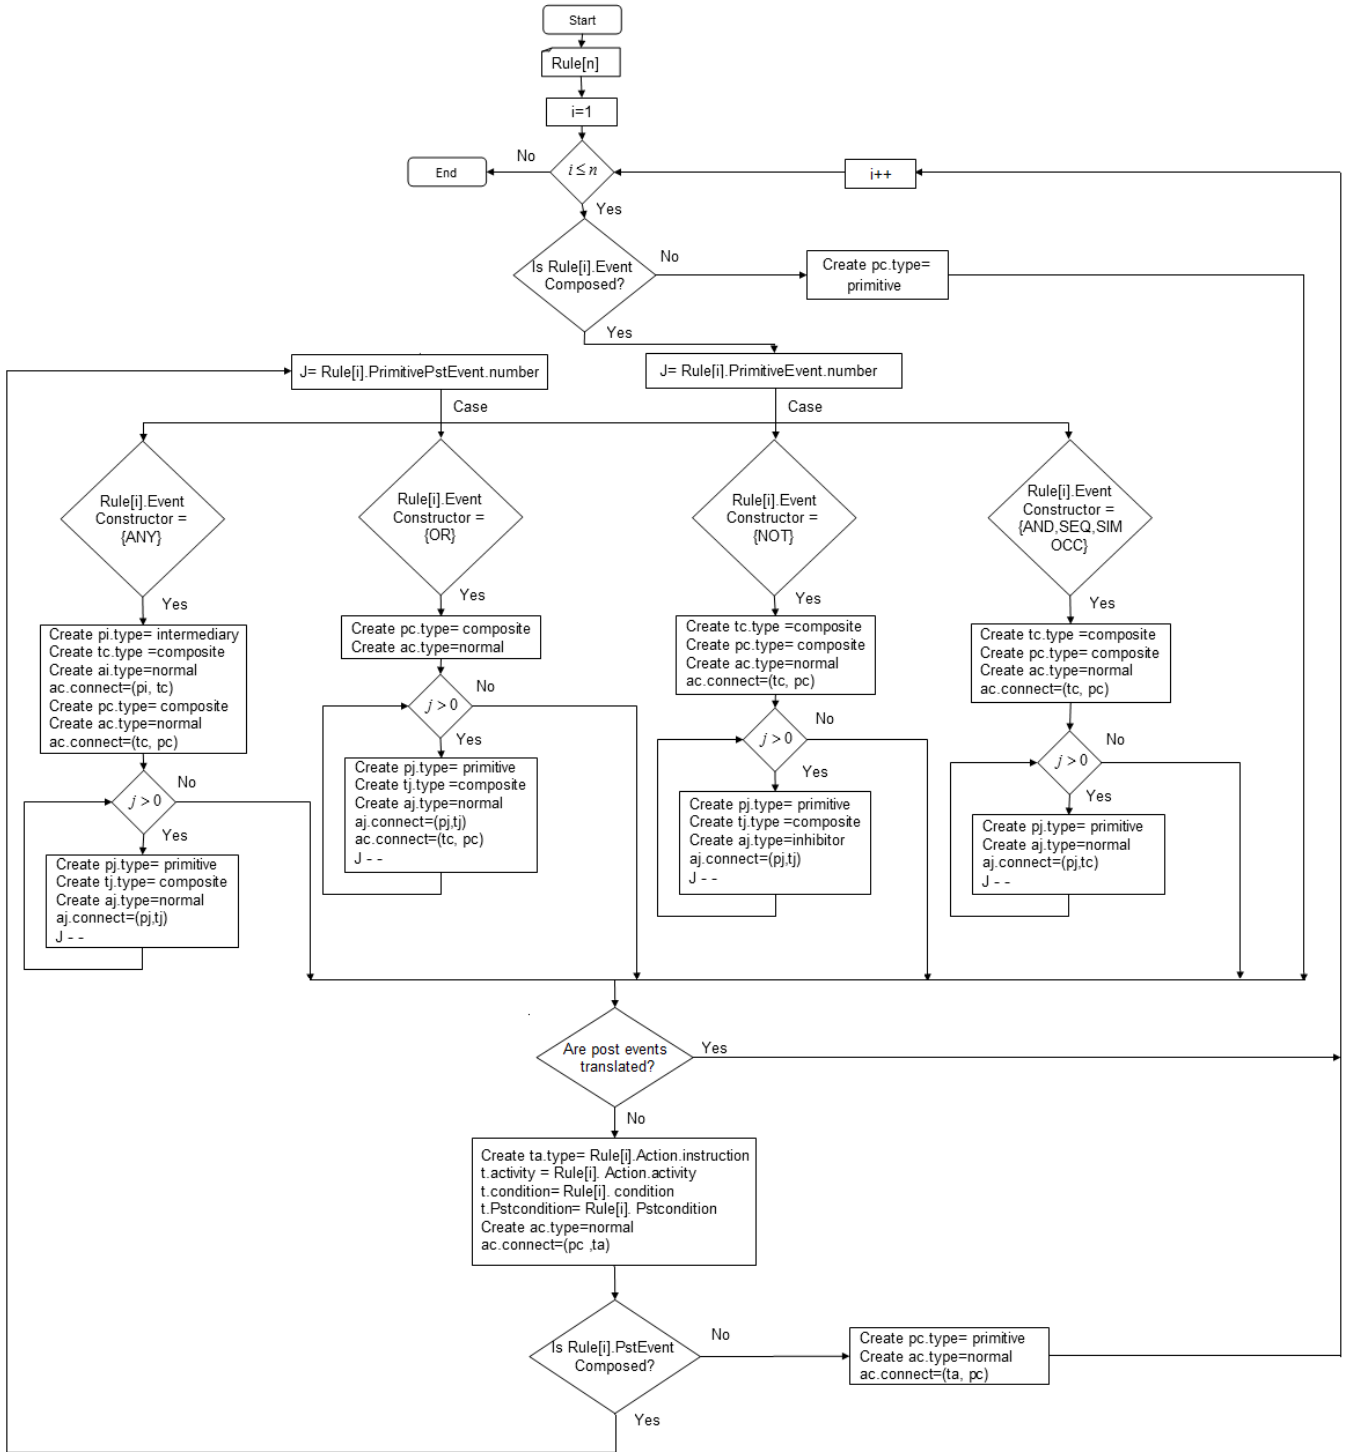 Start
Rule[n]
i=1
No
End
i ≤ n
i++
Yes
Is Rule[i].Event
Composed?
No
Create pc.type=
primitive
Yes
J= Rule[i].PrimitivePstEvent.number
J= Rule[i].PrimitiveEvent.number
Case
Case
Rule[i].Event
Constructor =
{ANY}
Rule[i].Event
Constructor =
{OR}
Rule[i].Event
Constructor =
{NOT}
Rule[i].Event
Constructor =
{AND,SEQ,SIM
OCC}
Yes
Yes
Yes
Yes
Create pi.type= intermediary
Create tc.type =composite
Create ai.type=normal
ac.connect=(pi, tc)
Create pc.type= composite
Create ac.type=normal
ac.connect=(tc, pc)
Create pc.type= composite
Create ac.type=normal
Create tc.type =composite
Create pc.type= composite
Create ac.type=normal
ac.connect=(tc, pc)
Create tc.type =composite
Create pc.type= composite
Create ac.type=normal
ac.connect=(tc, pc)
j > 0
No
Yes
j > 0
No
Yes
j > 0
No
Yes
j > 0
No
Yes
Create pj.type= primitive
Create tj.type= composite
Create aj.type=normal
aj.connect=(pj,tj)
J - -
Create pj.type= primitive
Create tj.type =composite
Create aj.type=normal
aj.connect=(pj,tj)
ac.connect=(tc, pc)
J - -
Create pj.type= primitive
Create tj.type =composite
Create aj.type=inhibitor
aj.connect=(pj,tj)
J - -
Create pj.type= primitive
Create aj.type=normal
aj.connect=(pj,tc)
J - -
Are post events
translated?
Yes
No
Create ta.type= Rule[i].Action.instruction
t.activity = Rule[i]. Action.activity
t.condition= Rule[i]. condition
t.Pstcondition= Rule[i]. Pstcondition
Create ac.type=normal
ac.connect=(pc ,ta)
Is Rule[i].PstEvent
Composed?
No
Create pc.type= primitive
Create ac.type=normal
ac.connect=(ta, pc)
Yes